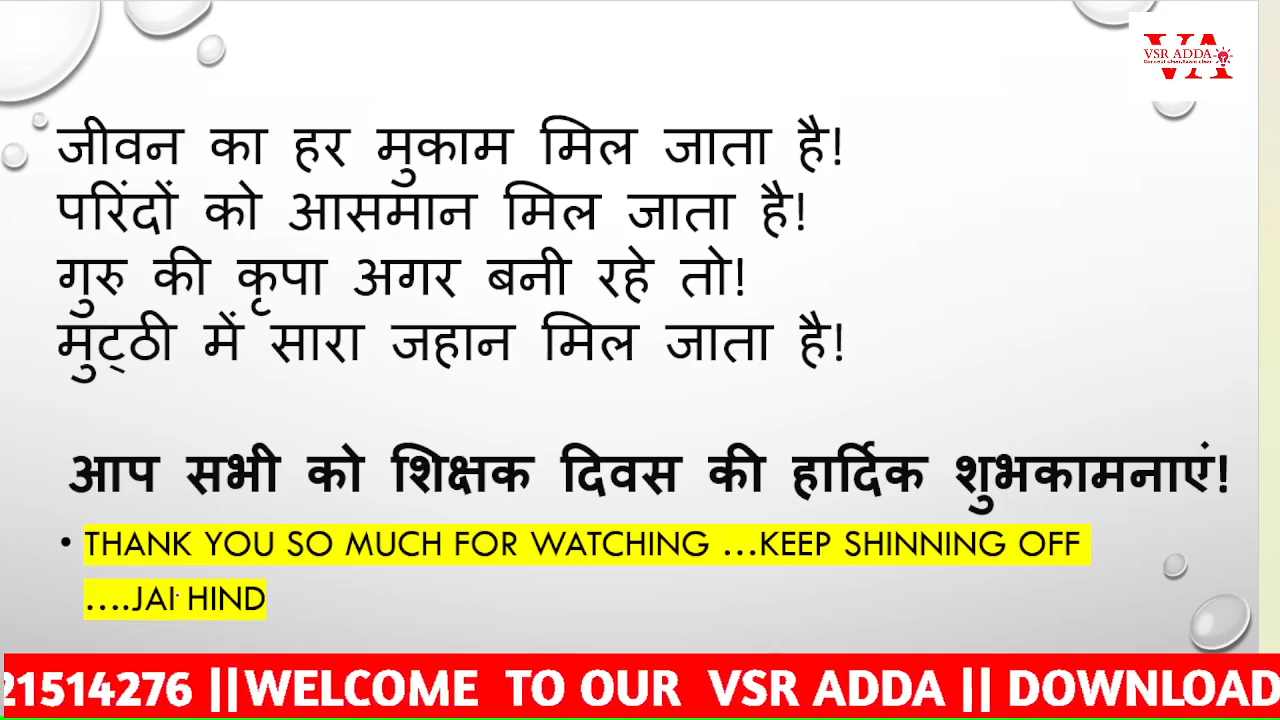 VSR ADDA
जीवन का हर मुकाम मिल जाता है!
परिंदों को आसमान मिल जाता है!
गुरु की कृपा अगर बनी रहे तो!
मुट्ठी में सारा जहान मिल जाता है!
आप सभी को शिक्षक दिवस की हार्दिक शुभकामनाएं!
• THANK YOU SO MUCH FOR WATCHING ...KEEP SHINNING OFF
....JAI HIND
21514276 ||WELCOME TO OUR VSR ADDA || DOWNLOAD